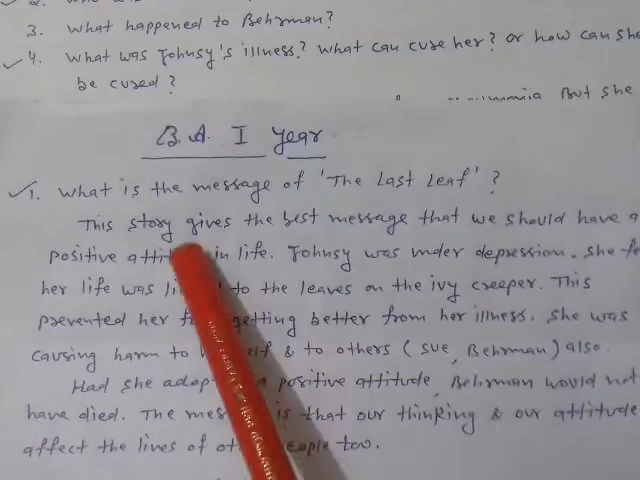 3. What happened to Behrman?
4. What was Johnsy's illness? What can cure her? or how can she
be cured?
But she
B.A. I year
1. What is the message of 'The Last Leaf'?
This story gives the best message that we should have a
positive in life. Johnsy was under depression. She
her life was to the leaves on the ivy creeper. This
prevented her getting better from her illness. She was
causing harm to & to others (Sue, Behrman) also.
Had she positive attitude, Behrman would not
have died. The is that our thinking & our attitude
affect the lives of too.